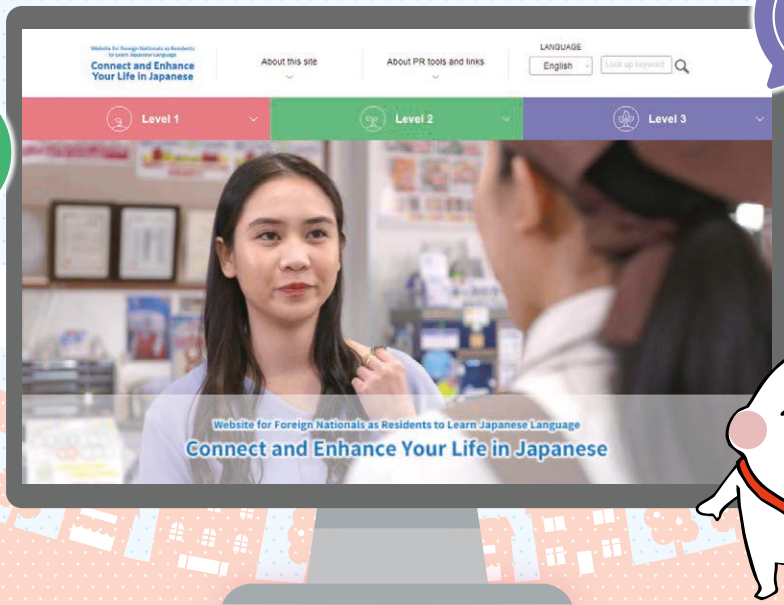 Website for Foreign Nationals as Residents
to Learn Japanese Language
Connect and Enhance
Your Life in Japanese
About this site
About PR tools and links
LANGUAGE
English
Look up keyword
Level 1
Level 2
Level 3
Website for Foreign Nationals as Residents to Learn Japanese Language
Connect and Enhance Your Life in Japanese